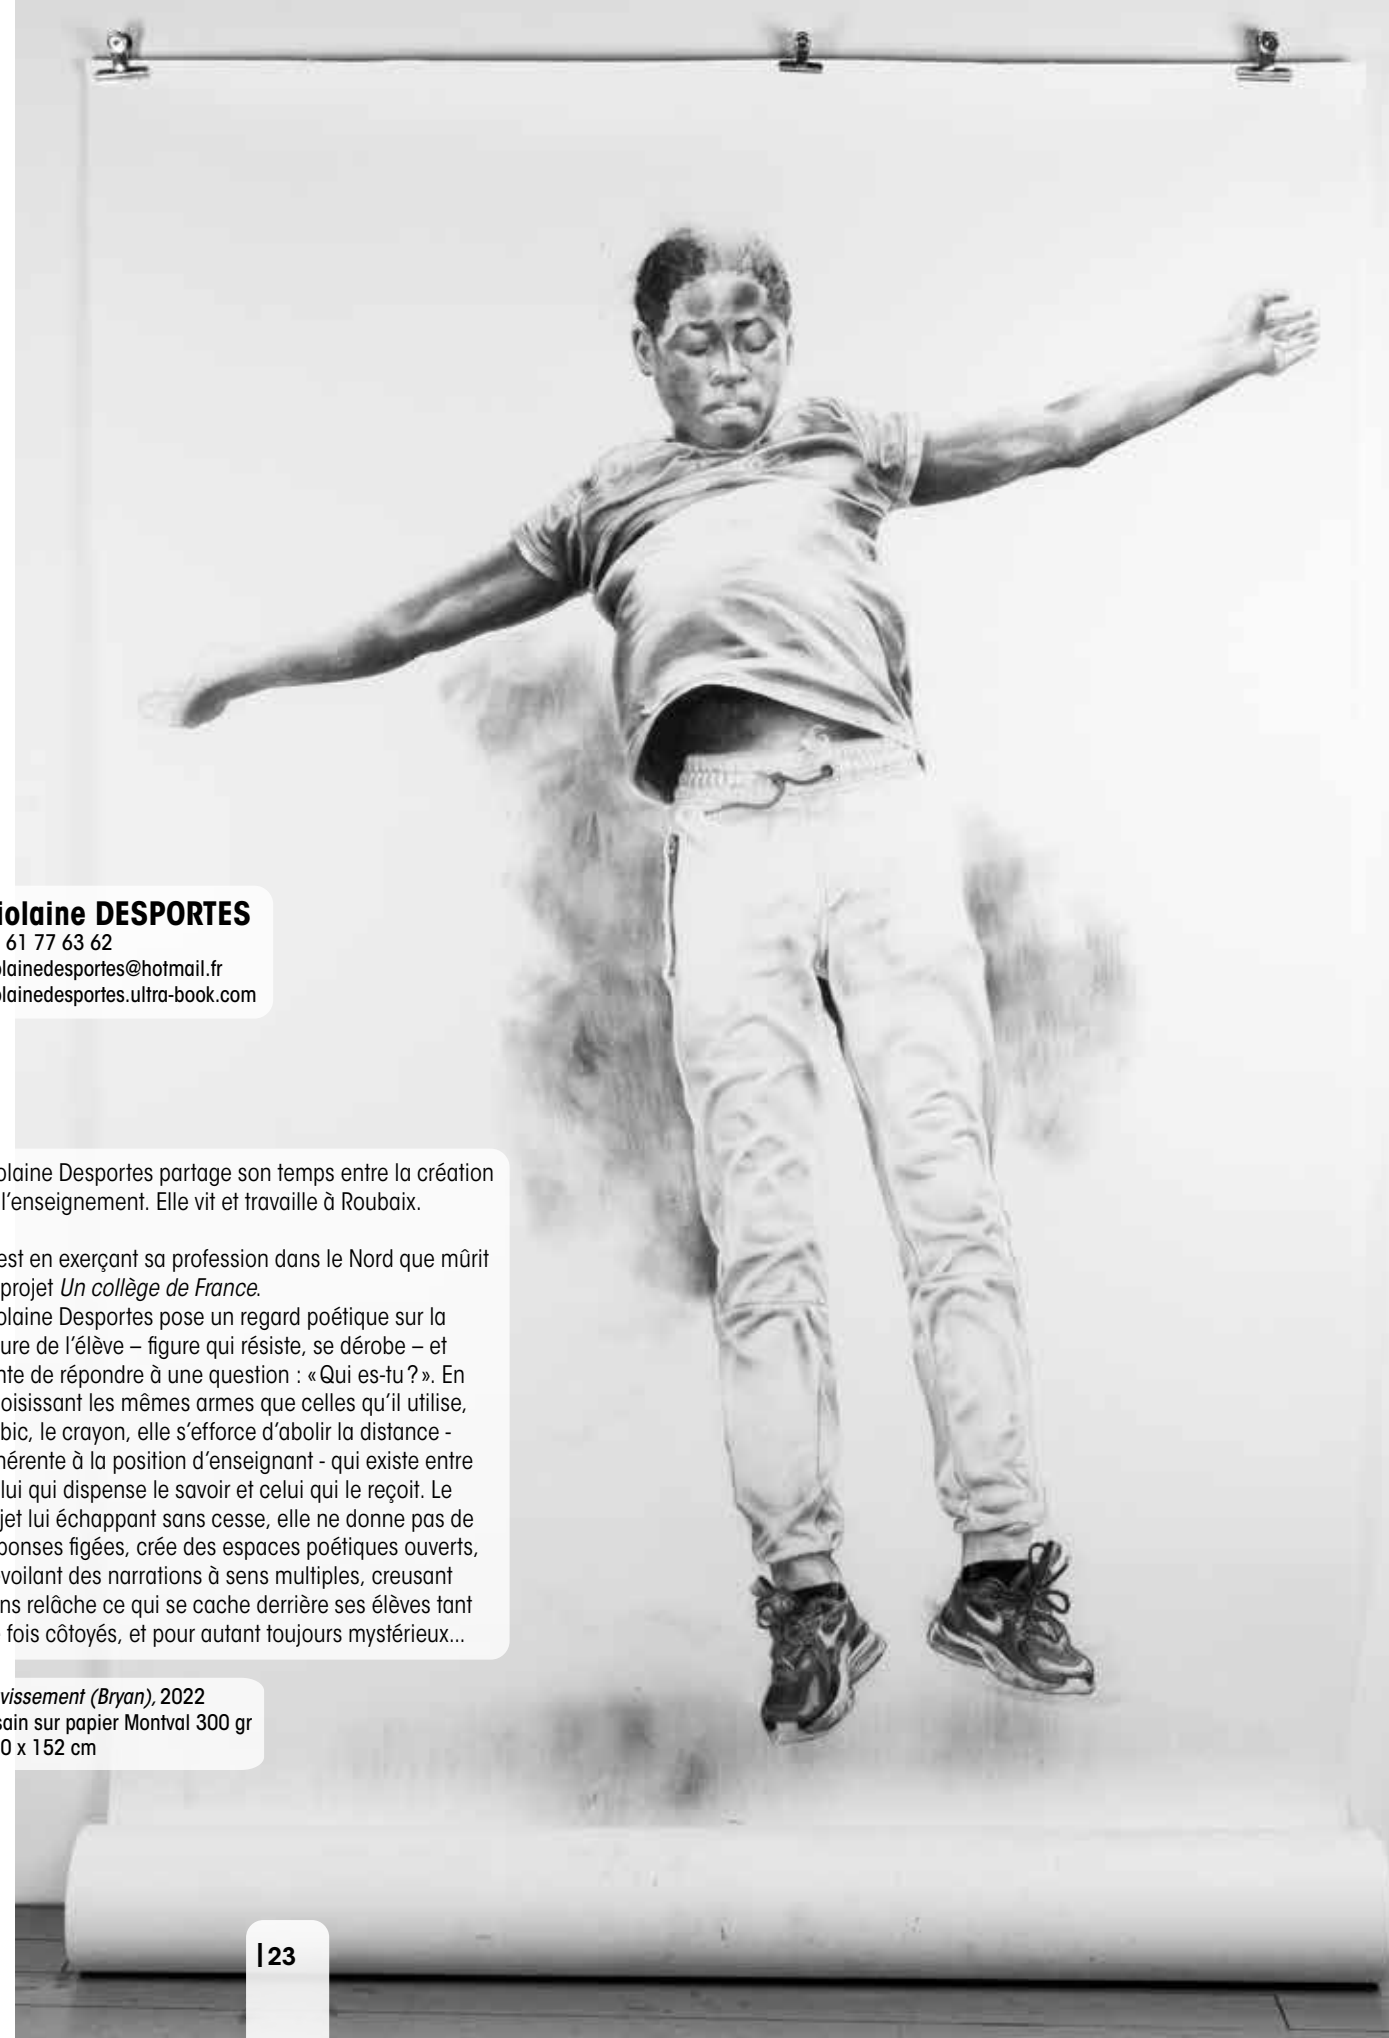 iolaine DESPORTES
61 77 63 62
lainedesportes@hotmail.fr
lainedesportes.ultra-book.com
olaine Desportes partage son temps entre la création
l’enseignement. Elle vit et travaille à Roubaix.
est en exerçant sa profession dans le Nord que mûrit
projet Un collège de France.
olaine Desportes pose un regard poétique sur la
ure de l’élève – figure qui résiste, se dérobe – et
nte de répondre à une question : « Qui es-tu ? ». En
oisissant les mêmes armes que celles qu’il utilise,
bic, le crayon, elle s’efforce d’abolir la distance -
hérente à la position d’enseignant - qui existe entre
lui qui dispense le savoir et celui qui le reçoit. Le
jet lui échappant sans cesse, elle ne donne pas de
ponses figées, crée des espaces poétiques ouverts,
voilant des narrations à sens multiples, creusant
ns relâche ce qui se cache derrière ses élèves tant
fois côtoyés, et pour autant toujours mystérieux...
vissement (Bryan), 2022
sain sur papier Montval 300 gr
0 x 152 cm
|23